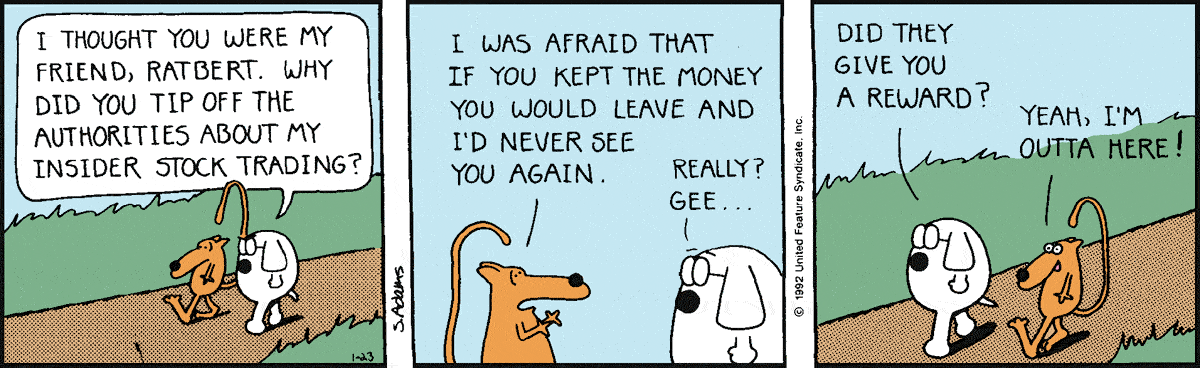 I THOUGHT YOU WERE MY
FRIEND, RATBERT. WHY
DID YOU TIP OFF THE
AUTHORITIES ABOUT MY
INSIDER STOCK TRADING?
1-23
S.Adams
I WAS AFRAID THAT
IF YOU KEPT THE MONEY
YOU WOULD LEAVE AND
I'D NEVER SEE
YOU AGAIN.
REALLY?
GEE...
© 1992 United Feature Syndicate, Inc.
DID THEY
GIVE YOU
A REWARD?
YEAH, I'M
OUTTA HERE!